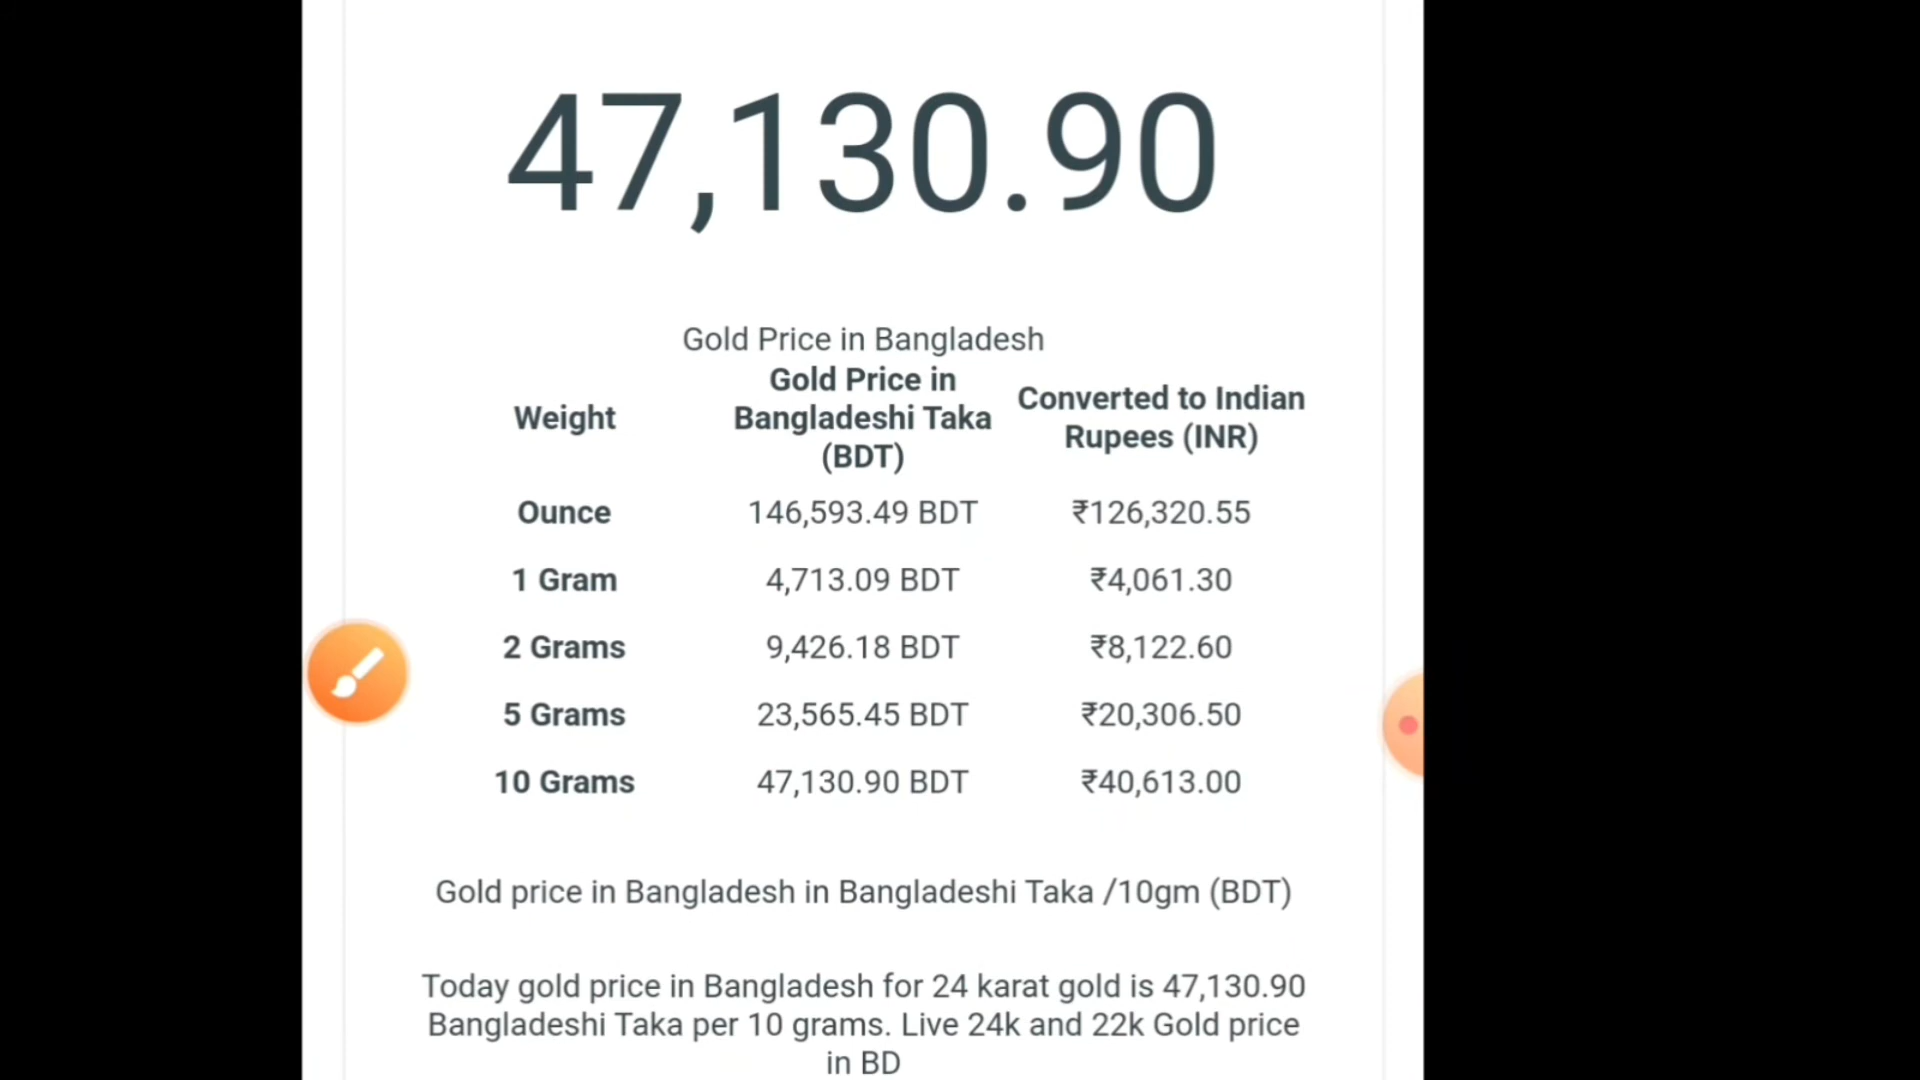 47,130.90
Gold Price in Bangladesh
Weight
Gold Price in
Bangladeshi Taka
(BDT)
Converted to Indian
Rupees (INR)
Ounce 146,593.49 BDT ₹126,320.55
1 Gram 4,713.09 BDT ₹4,061.30
2 Grams 9,426.18 BDT ₹8,122.60
5 Grams 23,565.45 BDT ₹20,306.50
10 Grams 47,130.90 BDT ₹40,613.00
Gold price in Bangladesh in Bangladeshi Taka /10gm (BDT)
Today gold price in Bangladesh for 24 karat gold is 47,130.90
Bangladeshi Taka per 10 grams. Live 24k and 22k Gold price
in BD